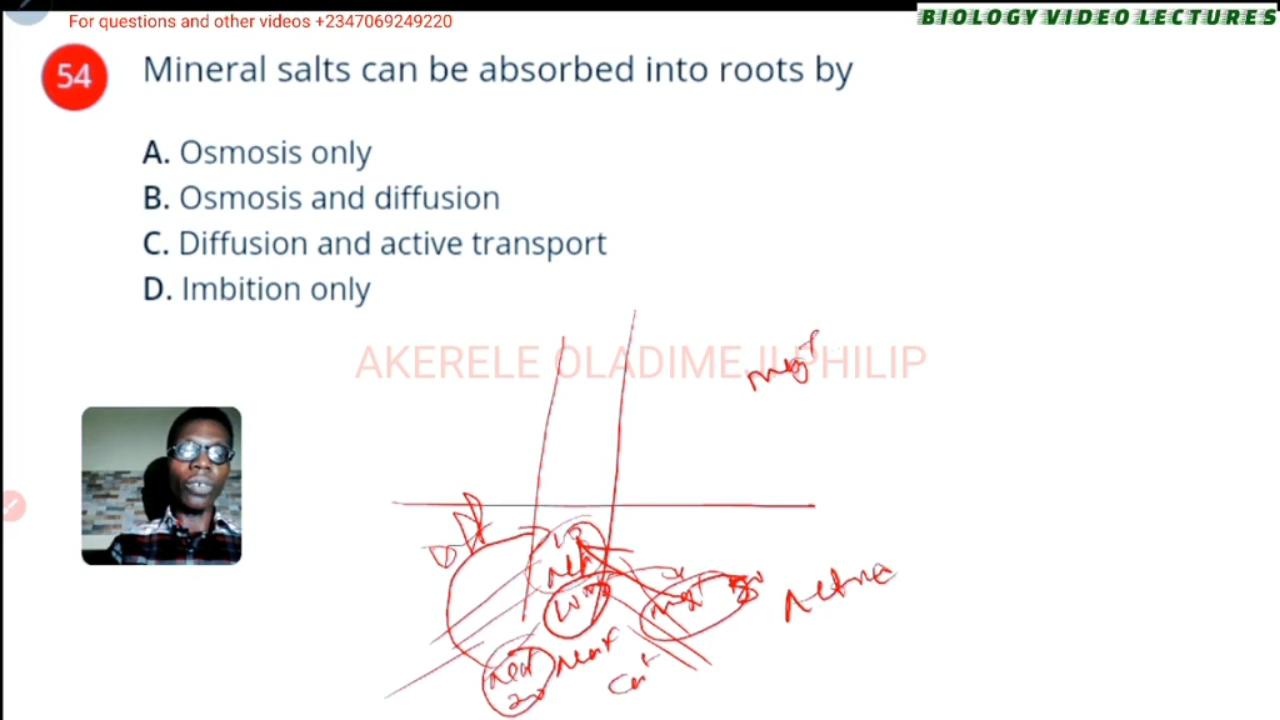 For questions and other videos +2347069249220
BIOLOGY VIDEO LECTURES
54 Mineral salts can be absorbed into roots by
A. Osmosis only
B. Osmosis and diffusion
C. Diffusion and active transport
D. Imbition only
AKERELE OLADIMEJI PHILIP
mg+